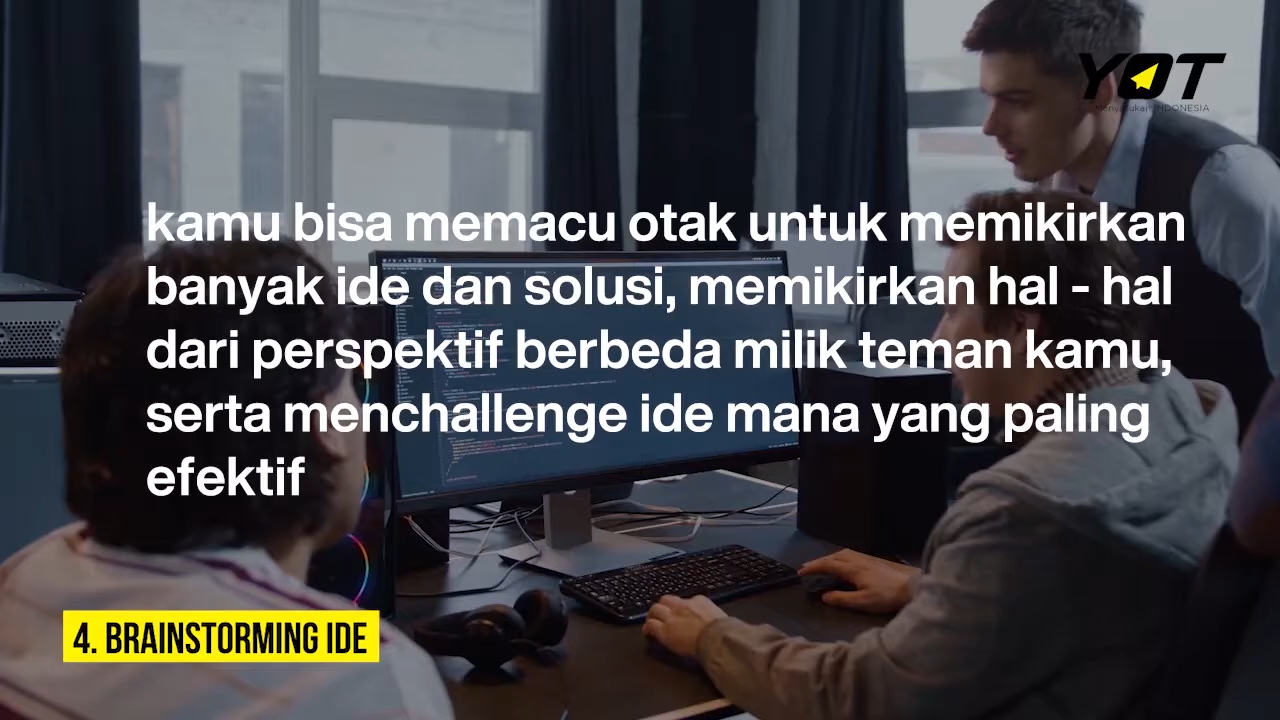 YOT
INDONESIA
kamu bisa memacu otak untuk memikirkan
banyak ide dan solusi, memikirkan hal - hal
dari perspektif berbeda milik teman kamu,
serta menchallenge ide mana yang paling
efektif
4. BRAINSTORMING IDE